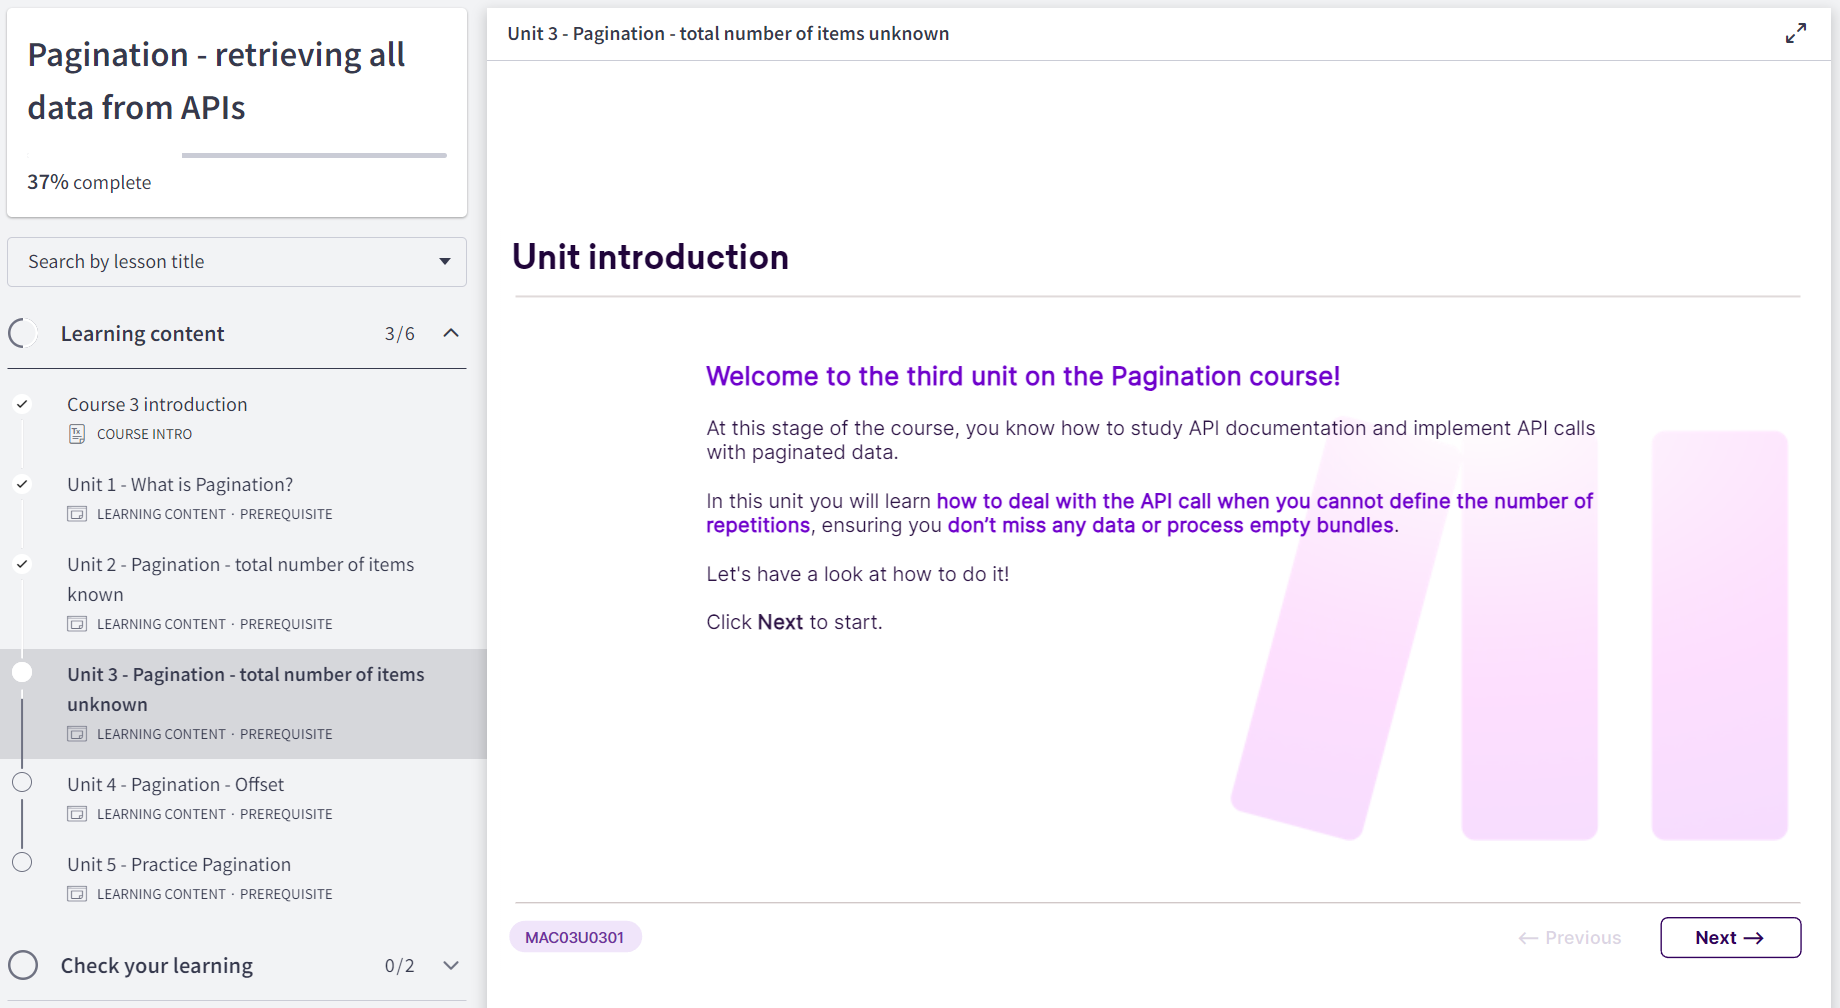 Pagination - retrieving all
data from APIs
37% complete
Search by lesson title
Learning content 3/6
Course 3 introduction
COURSE INTRO
Unit 1 - What is Pagination?
LEARNING CONTENT · PREREQUISITE
Unit 2 - Pagination - total number of items
known
LEARNING CONTENT · PREREQUISITE
Unit 3 - Pagination - total number of items
unknown
LEARNING CONTENT · PREREQUISITE
Unit 4 - Pagination - Offset
LEARNING CONTENT · PREREQUISITE
Unit 5 - Practice Pagination
LEARNING CONTENT · PREREQUISITE
Check your learning 0/2
Unit 3 - Pagination - total number of items unknown
Unit introduction
Welcome to the third unit on the Pagination course!
At this stage of the course, you know how to study API documentation and implement API calls
with paginated data.
In this unit you will learn how to deal with the API call when you cannot define the number of
repetitions, ensuring you don’t miss any data or process empty bundles.
Let's have a look at how to do it!
Click Next to start.
MAC03U0301
← Previous
Next →